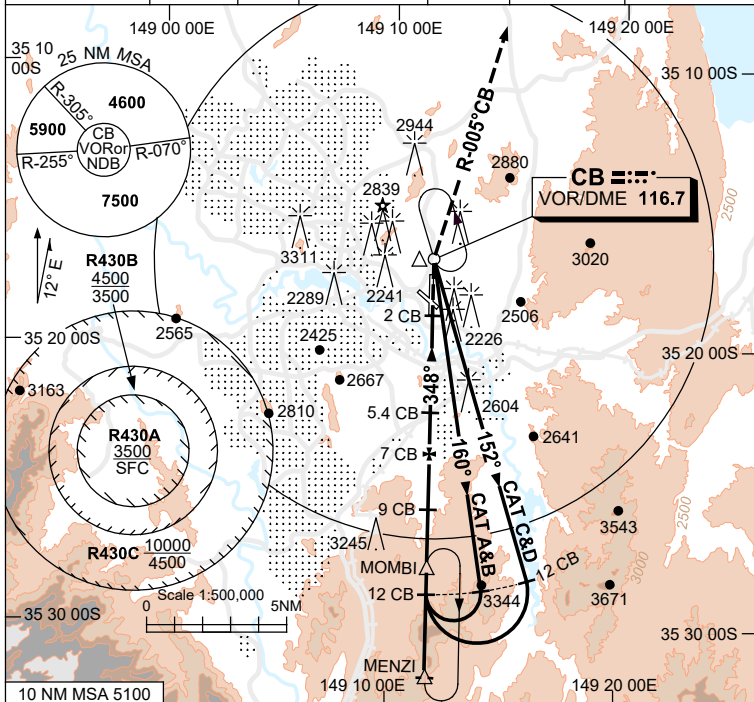 149 00 00E
149 10 00E
149 20 00E
35 10
00S
35 10 00S
25 NM MSA
R-305°
4600
5900
CB
VORor
NDB
R-255°
R-070°
7500
12° E
R-005°CB
2944
2880
2839
CB
VOR/DME 116.7
2500
3311
2241
2289
3020
R430B
4500
3500
2565
2 CB
2226
2506
35 20 00S
35 20 00S
2425
2667
348°
3163
2810
5.4 CB
2604
R430A
3500
SFC
7 CB
160° CAT A&B
152° CAT C&D
2641
9 CB
3543
2500
3000
R430C
10000
4500
3245
MOMBI
12 CB
12 CB
3344
3671
Scale 1:500,000
0
5NM
35 30 00S
35 30 00S
MENZI
149 10 00E
149 20 00E
10 NM MSA 5100